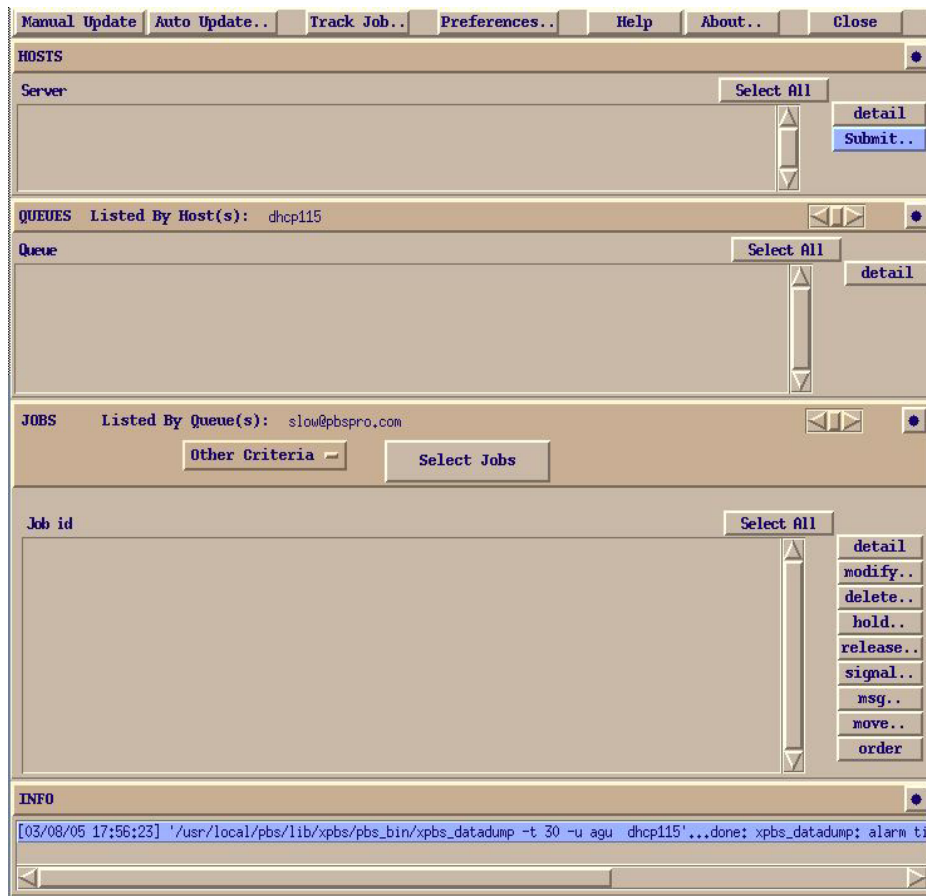 Manual Update Auto Update.. Track Job.. Preferences.. Help About.. Close
HOSTS
Server Select All
detail
Submit..
QUEUES Listed By Host(s): dhcp115
Queue Select All
detail
JOBS Listed By Queue(s): slow@pbspro.com
Other Criteria Select Jobs
Job id Select All
detail
modify..
delete..
hold..
release..
signal..
msg..
move..
order
INFO
[03/08/05 17:56:23] '/usr/local/pbs/lib/xpbs/pbs_bin/xpbs_datadump -t 30 -u agu dhcp115'...done: xpbs_datadump: alarm ti